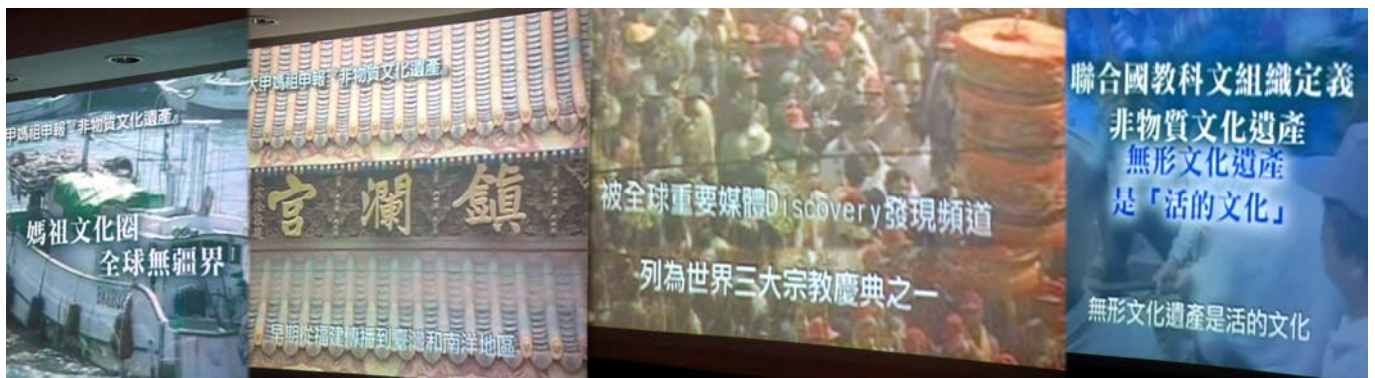 甲媽祖申報『非物質文化遺產』
媽祖文化圈
全球無疆界
大甲媽祖申報『非物質文化遺產』
宮瀾鎮
早期從福建傳播到臺灣和南洋地區
被全球重要媒體Discovery發現頻道
列為世界三大宗教慶典之一
聯合國教科文組織定義
非物質文化遺產
無形文化遺產
是「活的文化」
無形文化遺產是活的文化